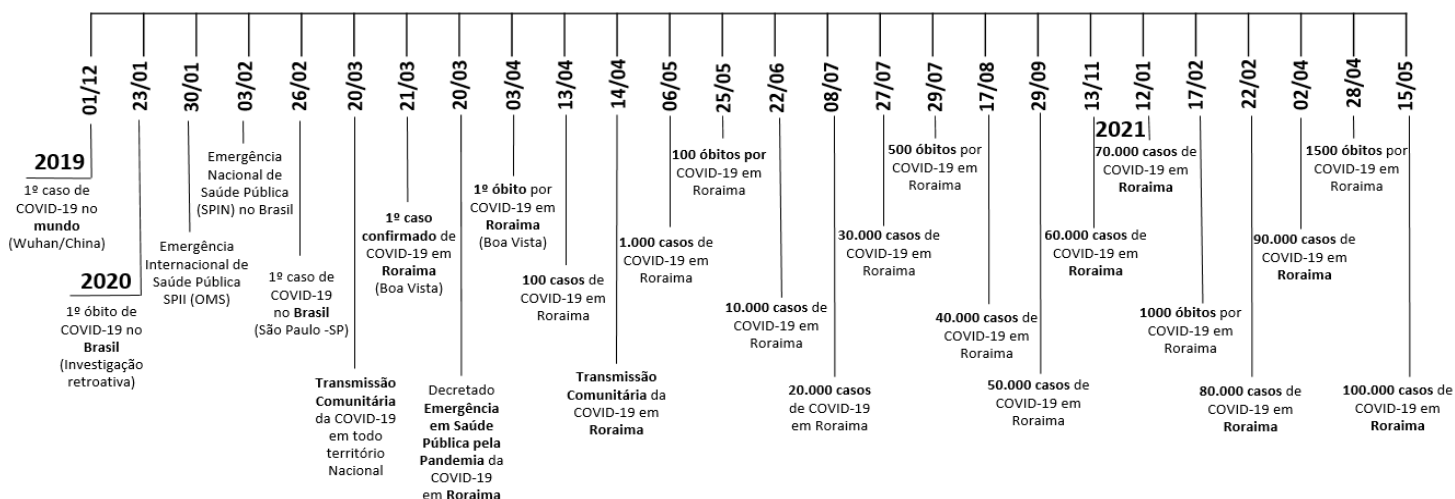 01/12
23/01
30/01
03/02
26/02
20/03
21/03
20/03
03/04
13/04
14/04
06/05
25/05
22/06
08/07
27/07
29/07
17/08
29/09
13/11
12/01
17/02
22/02
02/04
28/04
15/05
2019
1º caso de
COVID-19 no
mundo
(Wuhan/China)
2020
1º óbito de
COVID-19 no
Brasil
(Investigação
retroativa)
Emergência
Internacional de
Saúde Pública
SPII (OMS)
Emergência
Nacional de
Saúde Pública
(SPIN) no Brasil
1º caso de
COVID-19
no Brasil
(São Paulo -SP)
Transmissão
Comunitária
da COVID-19
em todo
território
Nacional
1º caso
confirmado de
COVID-19 em
Roraima
(Boa Vista)
Decretado
Emergência
em Saúde
Pública pela
Pandemia da
COVID-19
em Roraima
1º óbito por
COVID-19 em
Roraima
(Boa Vista)
100 casos de
COVID-19 em
Roraima
Transmissão
Comunitária da
COVID-19 em
Roraima
1.000 casos de
COVID-19 em
Roraima
100 óbitos por
COVID-19 em
Roraima
10.000 casos de
COVID-19 em
Roraima
20.000 casos
de COVID-19
em Roraima
30.000 casos de
COVID-19 em
Roraima
500 óbitos por
COVID-19 em
Roraima
40.000 casos de
COVID-19 em
Roraima
50.000 casos de
COVID-19 em
Roraima
60.000 casos de
COVID-19 em
Roraima
2021
70.000 casos de
COVID-19 em
Roraima
1000 óbitos por
COVID-19 em
Roraima
80.000 casos de
COVID-19 em
Roraima
90.000 casos de
COVID-19 em
Roraima
1500 óbitos por
COVID-19 em
Roraima
100.000 casos de
COVID-19 em
Roraima